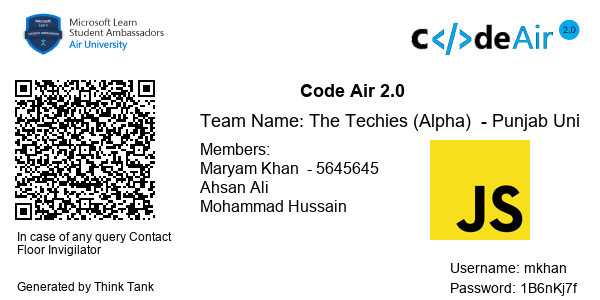 Microsoft Learn
Student Ambassadors
Air University
Microsoft
Learn
STUDENT AMBASSADORS
c</>deAir 2.0
Code Air 2.0
Team Name: The Techies (Alpha)  - Punjab Uni
Members:
Maryam Khan  - 5645645
Ahsan Ali
Mohammad Hussain
JS
In case of any query Contact
Floor Invigilator
Generated by Think Tank
Username: mkhan
Password: 1B6nKj7f